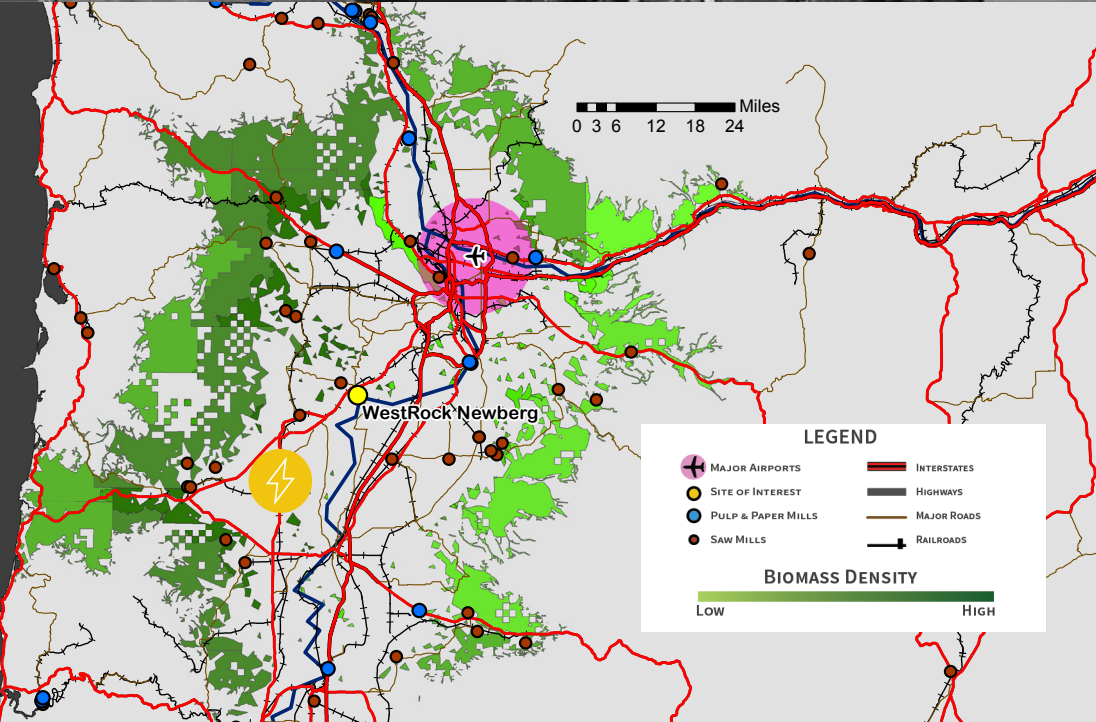 Miles
0 3 6 12 18 24
WestRock Newberg
LEGEND
MAJOR AIRPORTS
INTERSTATES
SITE OF INTEREST
HIGHWAYS
PULP & PAPER MILLS
MAJOR ROADS
SAW MILLS
RAILROADS
BIOMASS DENSITY
LOW
HIGH